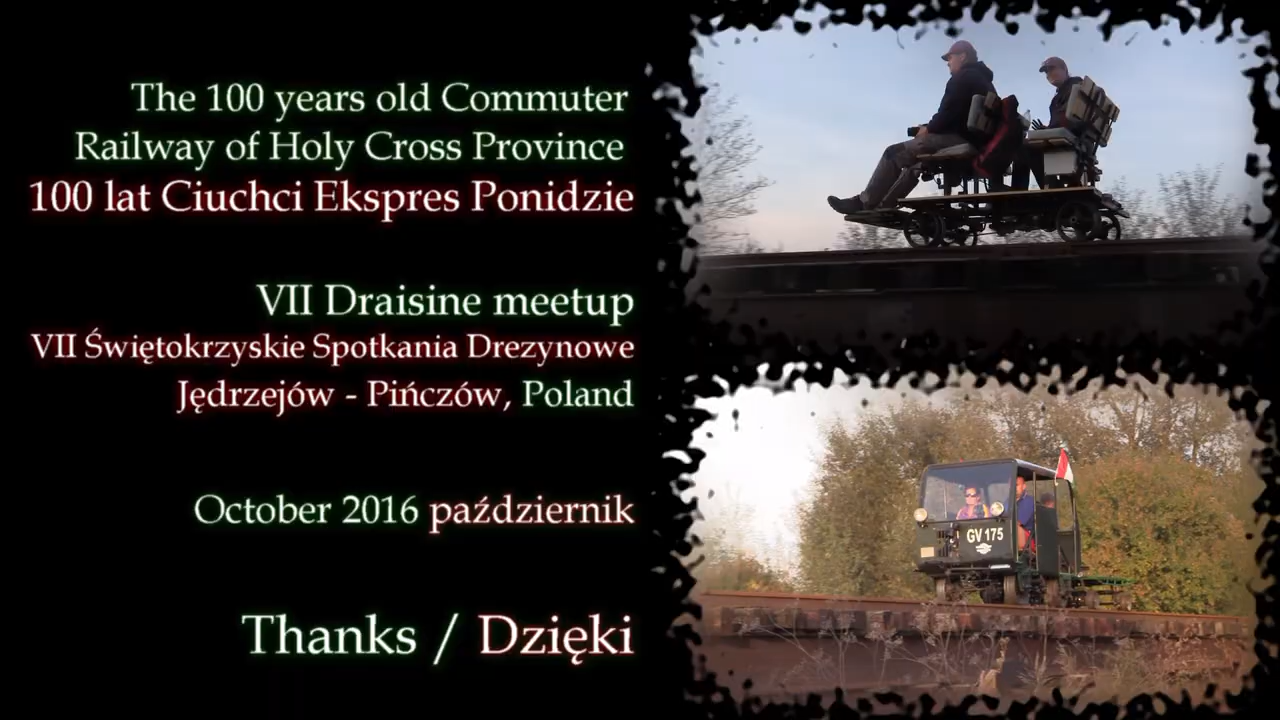 The 100 years old Commuter
Railway of Holy Cross Province
100 lat Ciuchci Ekspres Ponidzie
VII Draisine meetup
VII Świętokrzyskie Spotkania Drezynowe
Jędrzejów - Pińczów, Poland
October 2016 październik
Thanks / Dzięki
GV 175